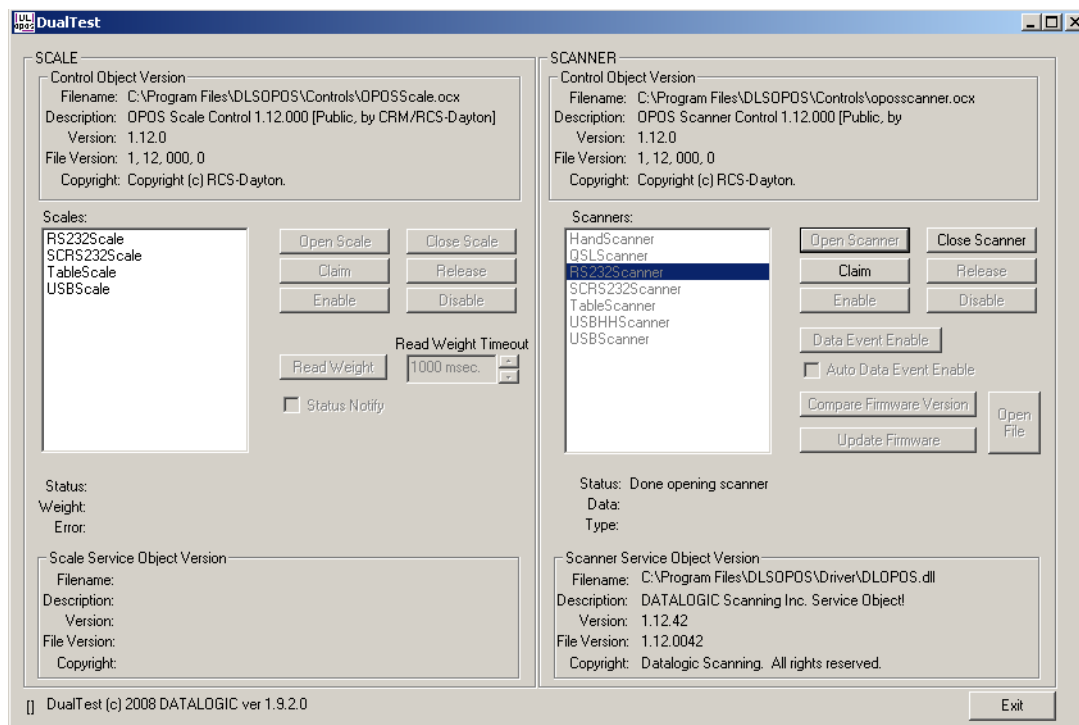 UL opos DualTest
SCALE
Control Object Version
Filename: C:\Program Files\DLSOPOS\Controls\OPOSScale.ocx
Description: OPOS Scale Control 1.12.000 [Public, by CRM/RCS-Dayton]
Version: 1.12.0
File Version: 1, 12, 000, 0
Copyright: Copyright (c) RCS-Dayton.
Scales:
RS232Scale
SCRS232Scale
TableScale
USBScale
Open Scale Close Scale
Claim Release
Enable Disable
Read Weight Timeout
Read Weight 1000 msec.
Status Notify
Status:
Weight:
Error:
Scale Service Object Version
Filename:
Description:
Version:
File Version:
Copyright:
SCANNER
Control Object Version
Filename: C:\Program Files\DLSOPOS\Controls\oposscanner.ocx
Description: OPOS Scanner Control 1.12.000 [Public, by
Version: 1.12.0
File Version: 1, 12, 000, 0
Copyright: Copyright (c) RCS-Dayton.
Scanners:
HandScanner
QSLScanner
RS232Scanner
SCRS232Scanner
TableScanner
USBHHScanner
USBScanner
Open Scanner Close Scanner
Claim Release
Enable Disable
Data Event Enable
Auto Data Event Enable
Compare Firmware Version
Open File
Update Firmware
Status: Done opening scanner
Data:
Type:
Scanner Service Object Version
Filename: C:\Program Files\DLSOPOS\Driver\DLOPOS.dll
Description: DATALOGIC Scanning Inc. Service Object!
Version: 1.12.42
File Version: 1.12.0042
Copyright: Datalogic Scanning. All rights reserved.
[] DualTest (c) 2008 DATALOGIC ver 1.9.2.0
Exit